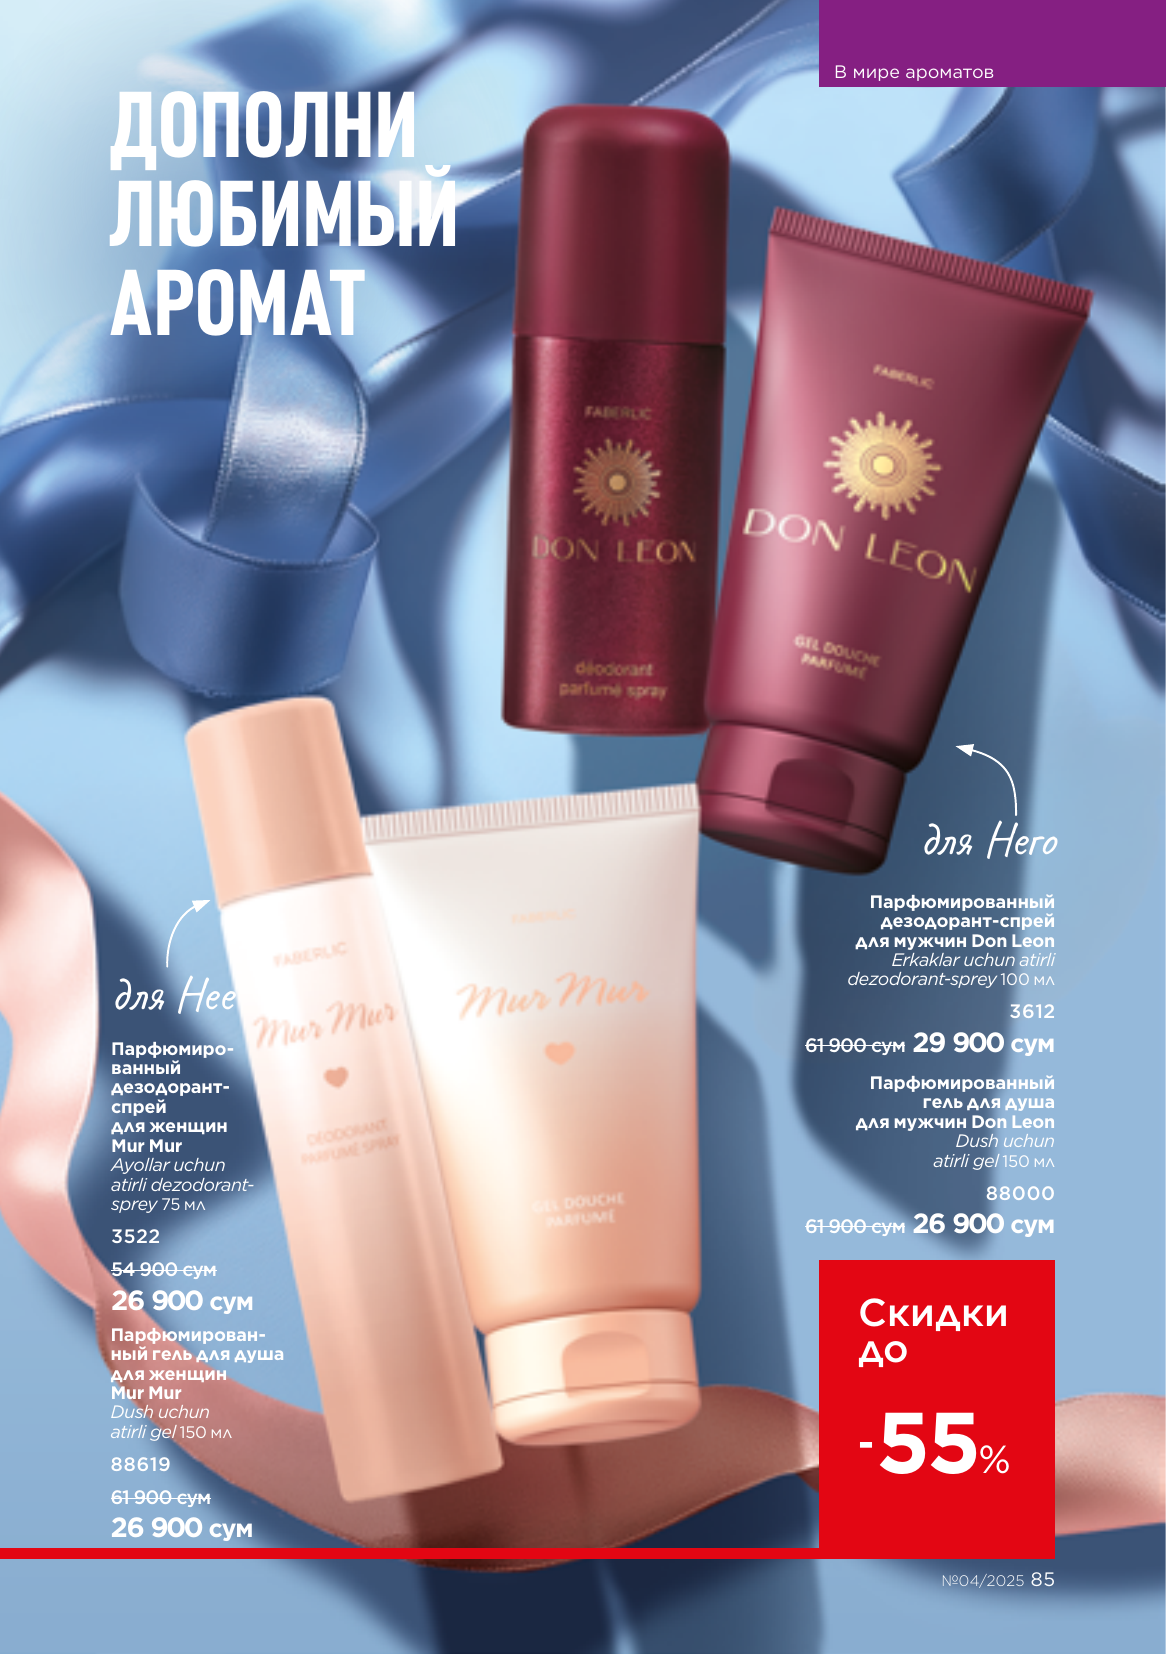 В мире ароматов
ДОПОЛНИ
ЛЮБИМЫЙ
АРОМАТ
FABERLIC
DON LEON
déodorant
parfumé spray
FABERLIC
DON LEON
GEL DOUCHE
PARFUMÉ
для Него
Парфюмированный
дезодорант-спрей
для мужчин Don Leon
Erkaklar uchun atirli
dezodorant-sprey 100 мл
3612
61 900 сум 29 900 сум
Парфюмированный
гель для душа
для мужчин Don Leon
Dush uchun
atirli gel 150 мл
88000
61 900 сум 26 900 сум
FABERLIC
Mur Mur
DÉODORANT
PARFUMÉ SPRAY
FABERLIC
Mur Mur
GEL DOUCHE
PARFUMÉ
для Нее
Парфюмиро-
ванный
дезодорант-
спрей
для женщин
Mur Mur
Ayollar uchun
atirli dezodorant-
sprey 75 мл
3522
54 900 сум
26 900 сум
Парфюмирован-
ный гель для душа
для женщин
Mur Mur
Dush uchun
atirli gel 150 мл
88619
61 900 сум
26 900 сум
Скидки
до
-55%
№04/2025 85